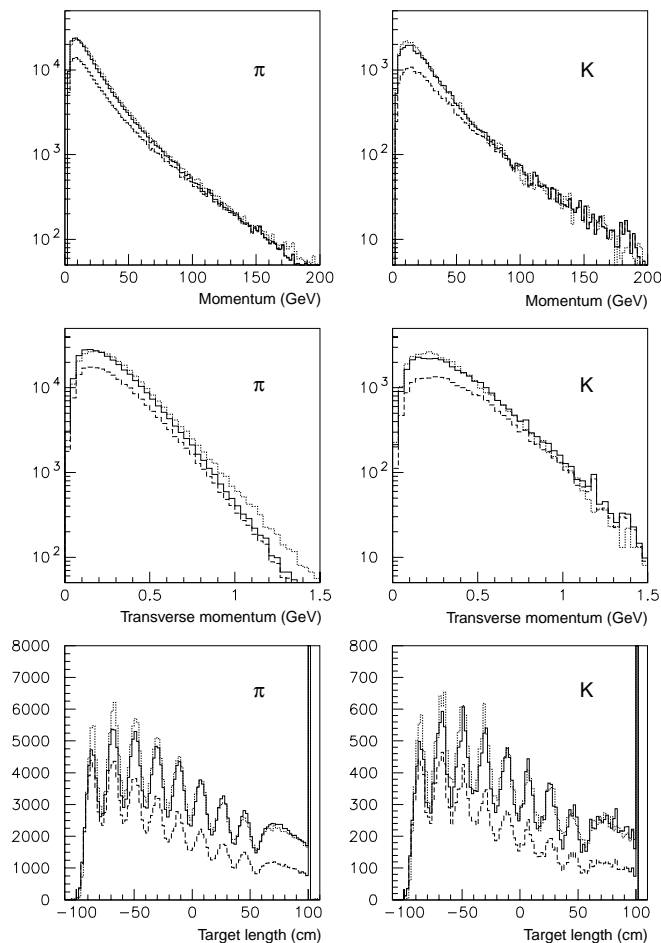 10^4
10^3
10^2
π
0 50 100 150 200
Momentum (GeV)
10^3
10^2
10
K
0 50 100 150 200
Momentum (GeV)
10^4
10^3
10^2
π
0 0.5 1 1.5
Transverse momentum (GeV)
10^3
10^2
10
K
0 0.5 1 1.5
Transverse momentum (GeV)
8000
7000
6000
5000
4000
3000
2000
1000
0
π
−100 −50 0 50 100
Target length (cm)
800
700
600
500
400
300
200
100
0
K
−100 −50 0 50 100
Target length (cm)